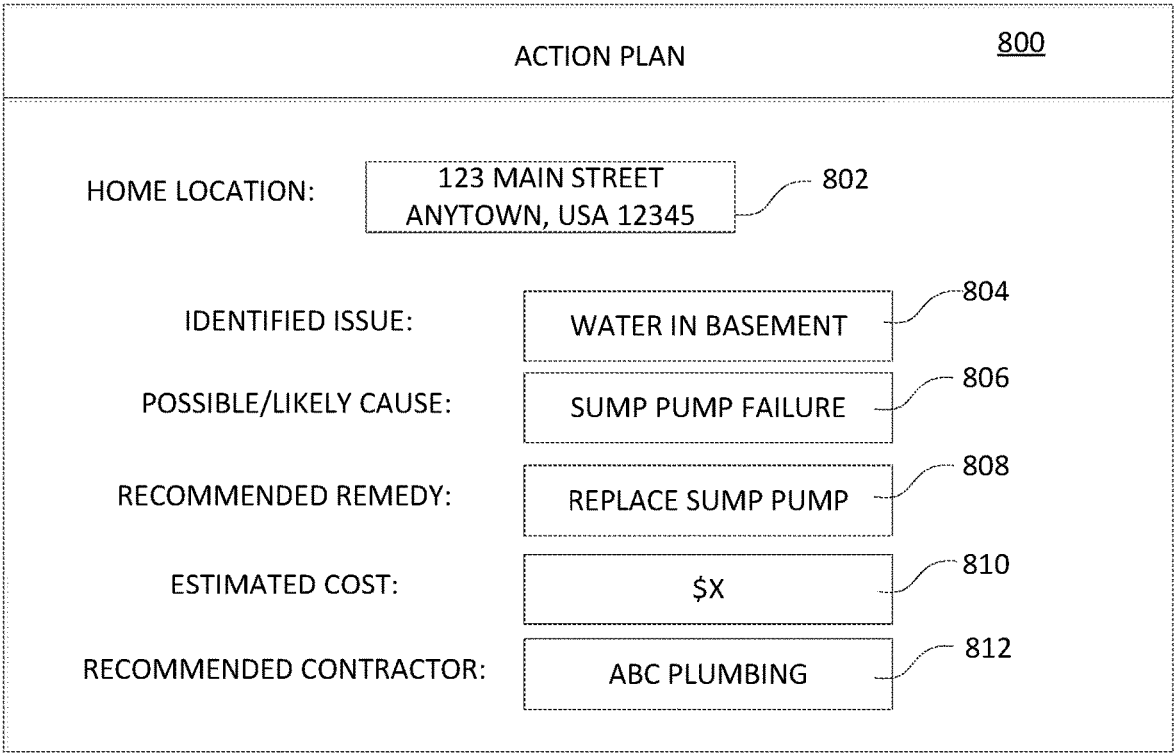 ACTION PLAN 800
HOME LOCATION: 123 MAIN STREET 802
ANYTOWN, USA 12345
IDENTIFIED ISSUE: WATER IN BASEMENT 804
POSSIBLE/LIKELY CAUSE: SUMP PUMP FAILURE 806
RECOMMENDED REMEDY: REPLACE SUMP PUMP 808
ESTIMATED COST: $X 810
RECOMMENDED CONTRACTOR: ABC PLUMBING 812